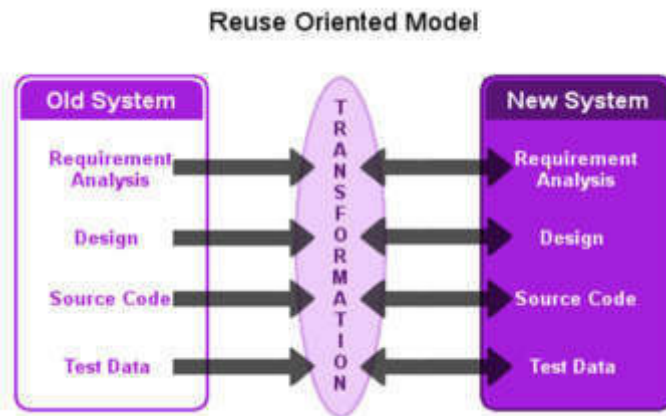 Reuse Oriented Model
Old System
Requirement
Analysis
Design
Source Code
Test Data
TRANSFORMATION
New System
Requirement
Analysis
Design
Source Code
Test Data